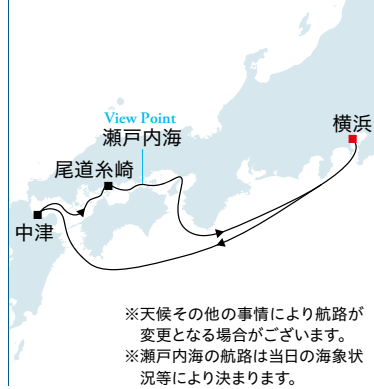 View Point
瀬戸内海
横浜
尾道糸崎
中津
※天候その他の事情により航路が
変更となる場合がございます。
※瀬戸内海の航路は当日の海象状
況等により決まります。